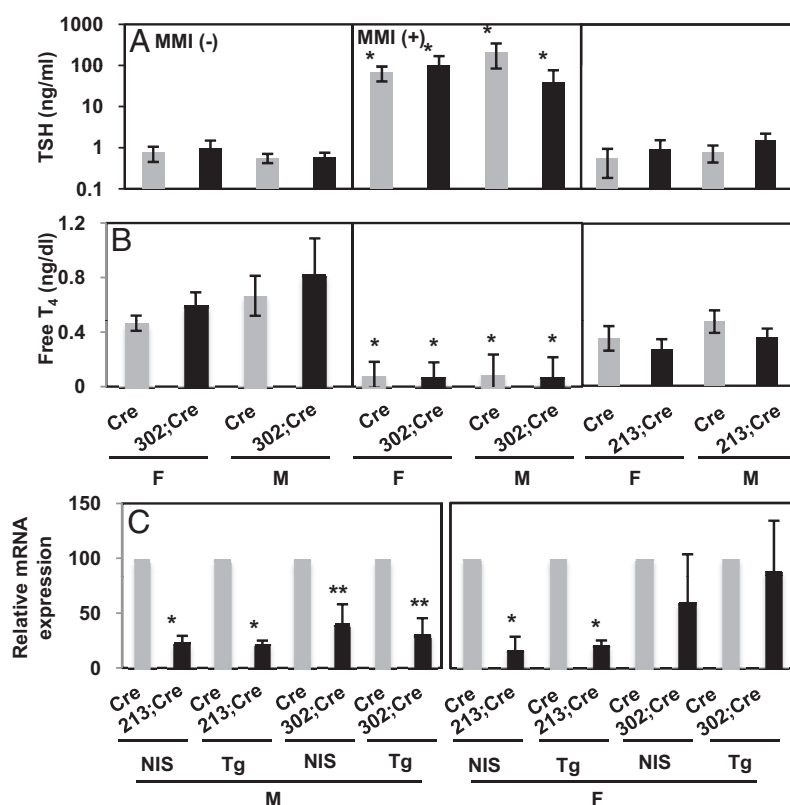 A MMI (-)
MMI (+)
TSH (ng/ml)
1000
100
10
1
0.1
* * * *
B
Free T4 (ng/dl)
1.2
0.8
0.4
0
* * * *
Cre 302;Cre Cre 302;Cre Cre 302;Cre Cre 302;Cre Cre 213;Cre Cre 213;Cre
F M F M F M
C
Relative mRNA
expression
150
100
50
0
* * ** ** * *
Cre 213;Cre Cre 213;Cre Cre 302;Cre Cre 302;Cre Cre 213;Cre Cre 213;Cre Cre 302;Cre Cre 302;Cre
NIS Tg NIS Tg NIS Tg NIS Tg
M F